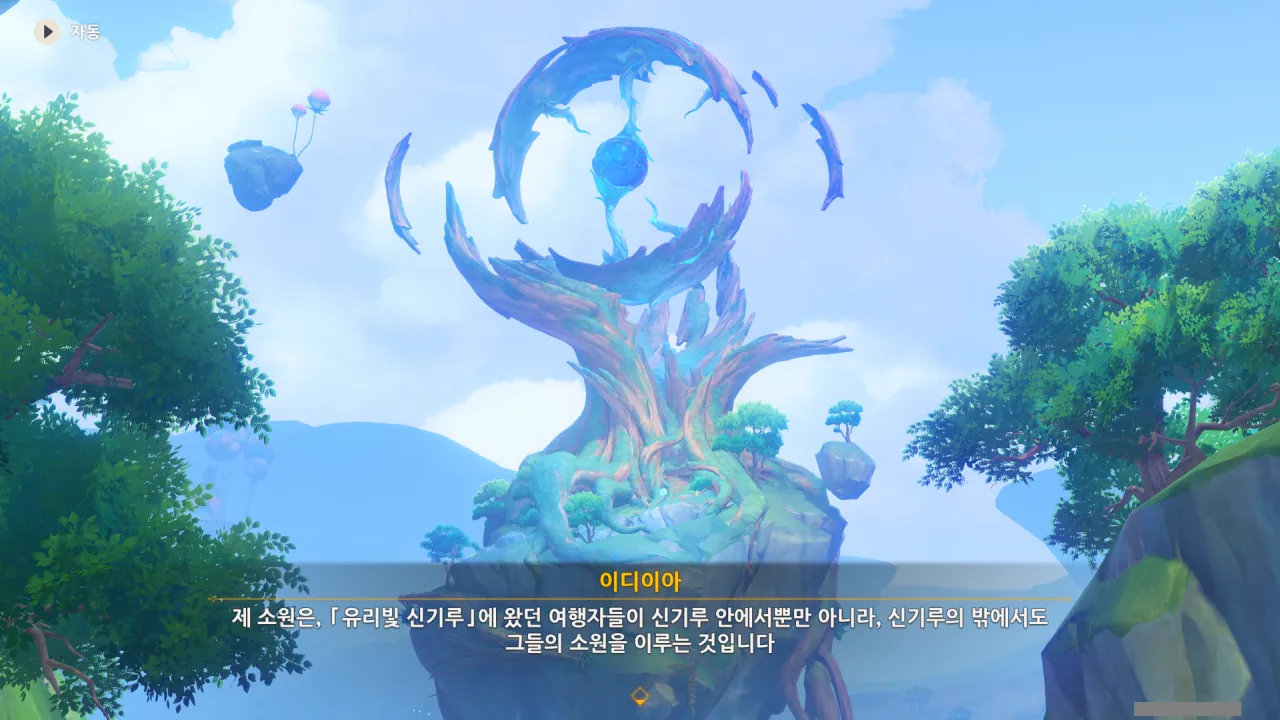 자동
이디이아
제 소원은, 「유리빛 신기루」에 왔던 여행자들이 신기루 안에서뿐만 아니라, 신기루의 밖에서도
그들의 소원을 이루는 것입니다